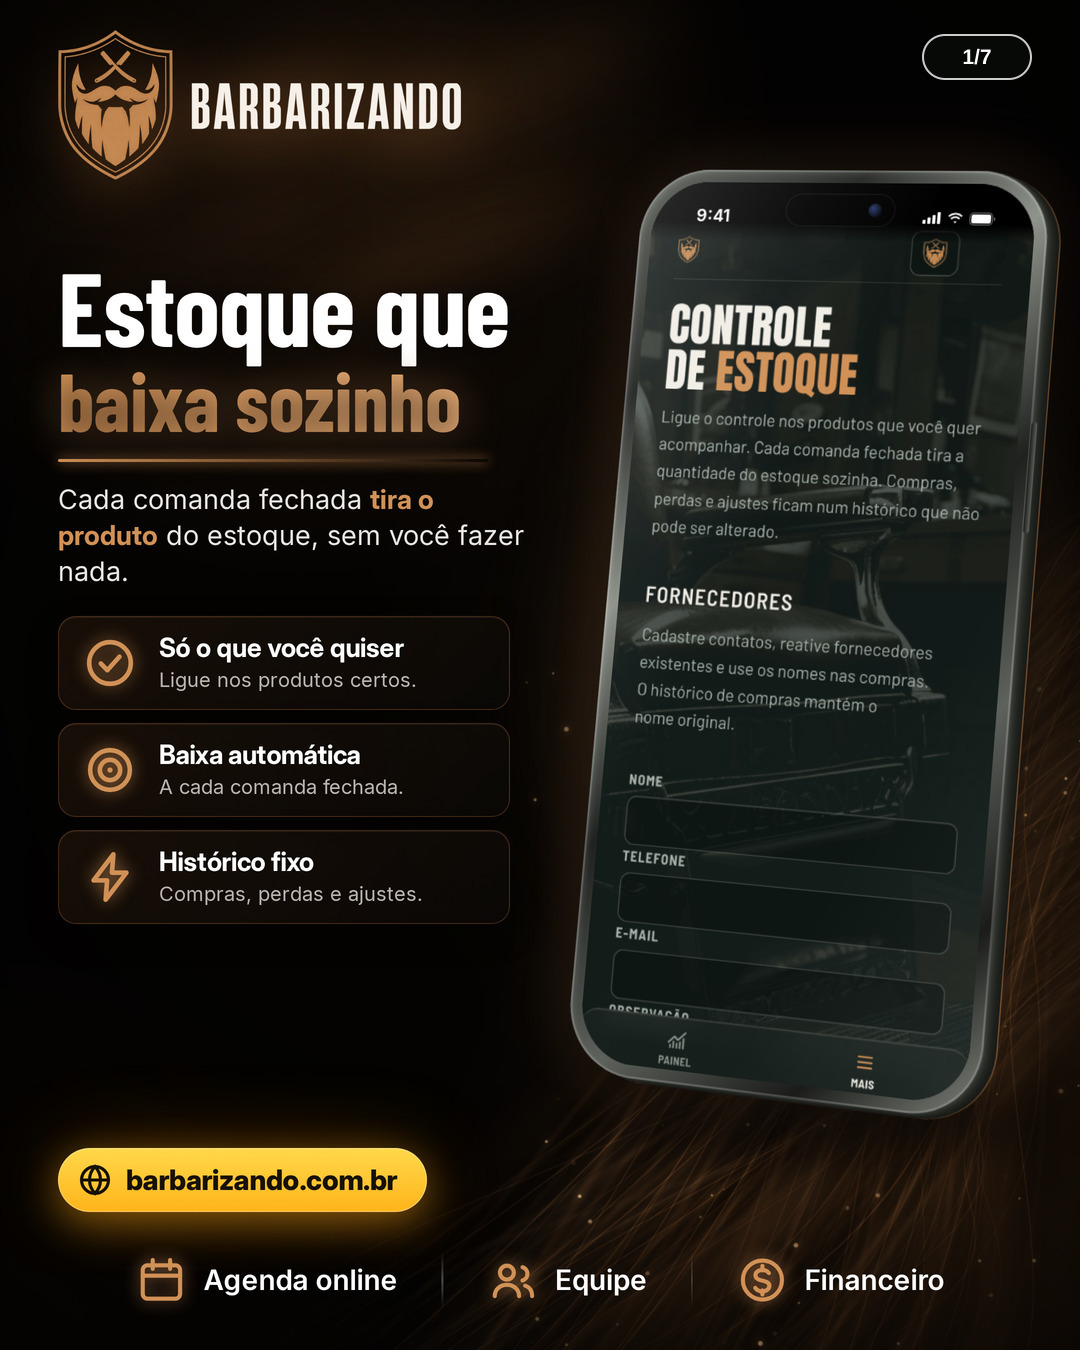 BARBARIZANDO
1/7
Estoque que
baixa sozinho
Cada comanda fechada tira o
produto do estoque, sem você fazer
nada.
Só o que você quiser
Ligue nos produtos certos.
Baixa automática
A cada comanda fechada.
Histórico fixo
Compras, perdas e ajustes.
9:41
CONTROLE
DE ESTOQUE
Ligue o controle nos produtos que você quer
acompanhar. Cada comanda fechada tira a
quantidade do estoque sozinha. Compras,
perdas e ajustes ficam num histórico que não
pode ser alterado.
FORNECEDORES
Cadastre contatos, reative fornecedores
existentes e use os nomes nas compras.
O histórico de compras mantém o
nome original.
NOME
TELEFONE
E-MAIL
OBSERVAÇÃO
PAINEL
MAIS
barbarizando.com.br
Agenda online
Equipe
Financeiro